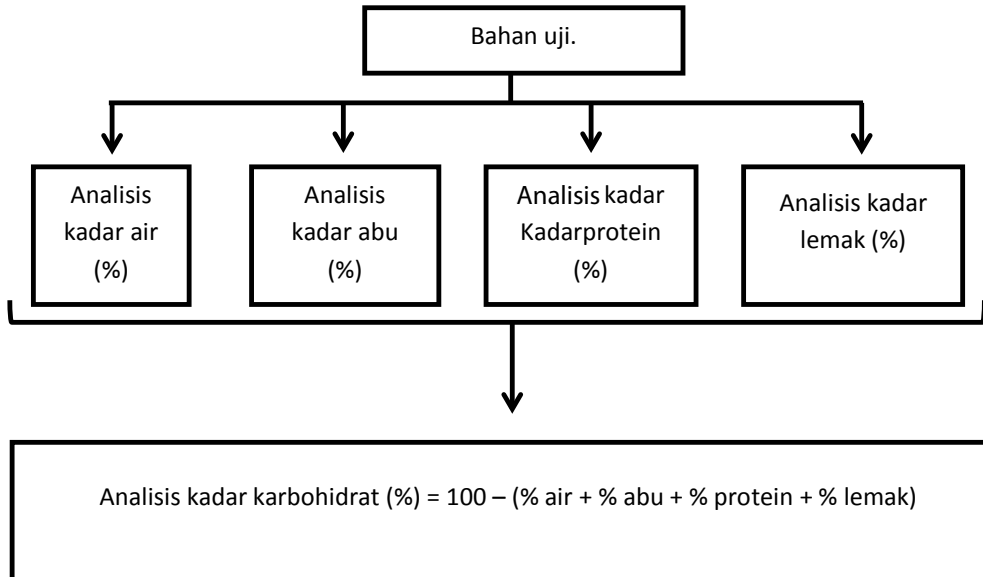 Bahan uji.
Analisis
kadar air
(%)
Analisis
kadar abu
(%)
Analisis kadar
Kadarprotein
(%)
Analisis kadar
lemak (%)
Analisis kadar karbohidrat (%) = 100 – (% air + % abu + % protein + % lemak)